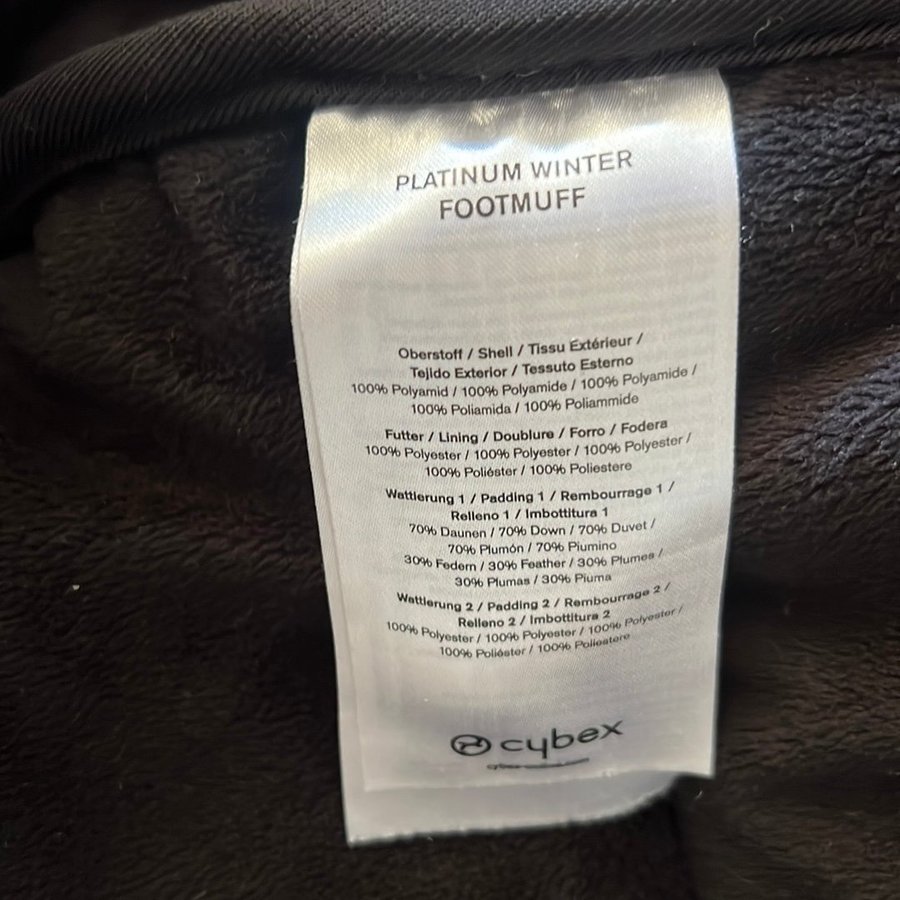 PLATINUM WINTER
FOOTMUFF
Oberstoff / Shell / Tissu Extérieur /
Tejido Exterior / Tessuto Esterno
100% Polyamid / 100% Polyamide / 100% Polyamide /
100% Poliamida / 100% Poliammide
Futter / Lining / Doublure / Forro / Fodera
100% Polyester / 100% Polyester / 100% Polyester /
100% Poliéster / 100% Poliestere
Wattierung 1 / Padding 1 / Rembourrage 1 /
Relleno 1 / Imbottitura 1
70% Daunen / 70% Down / 70% Duvet /
70% Plumón / 70% Piumino
30% Federn / 30% Feather / 30% Plumes /
30% Plumas / 30% Piuma
Wattierung 2 / Padding 2 / Rembourrage 2 /
Relleno 2 / Imbottitura 2
100% Polyester / 100% Polyester / 100% Polyester /
100% Poliéster / 100% Poliestere
cybex